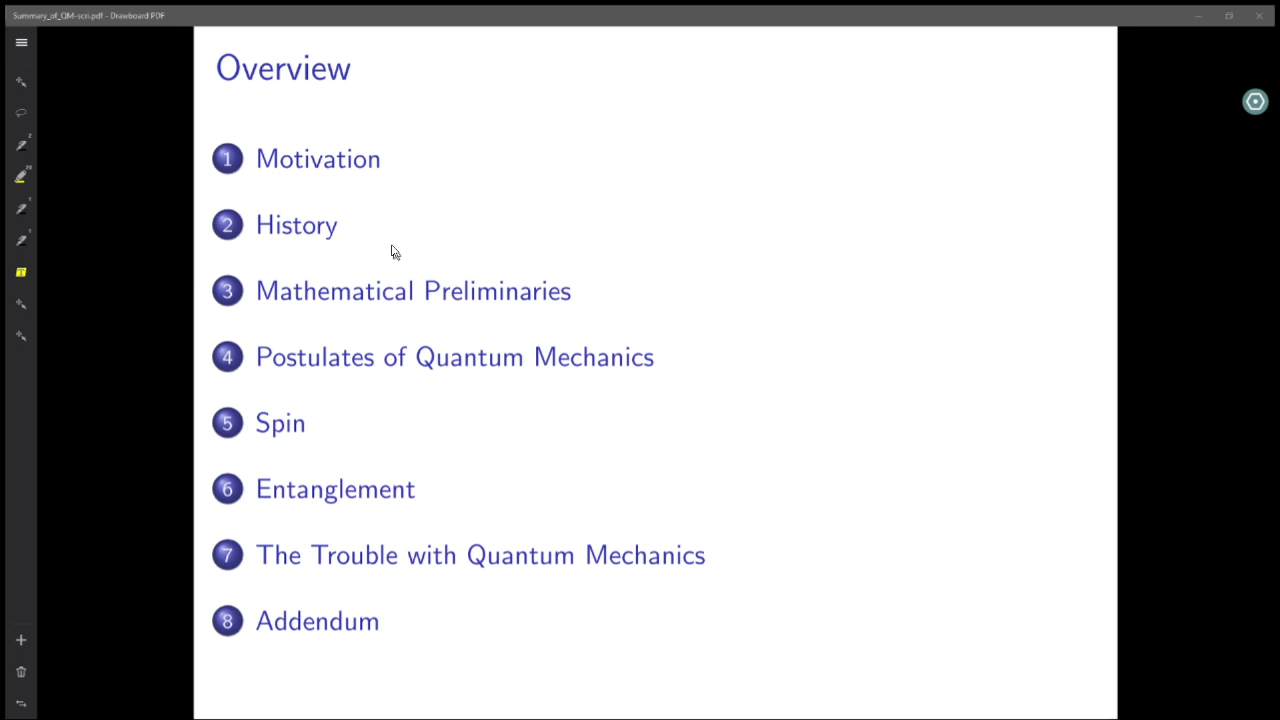 Summary_of_QM-scri.pdf - Drawboard PDF
Overview
1 Motivation
2 History
3 Mathematical Preliminaries
4 Postulates of Quantum Mechanics
5 Spin
6 Entanglement
7 The Trouble with Quantum Mechanics
8 Addendum